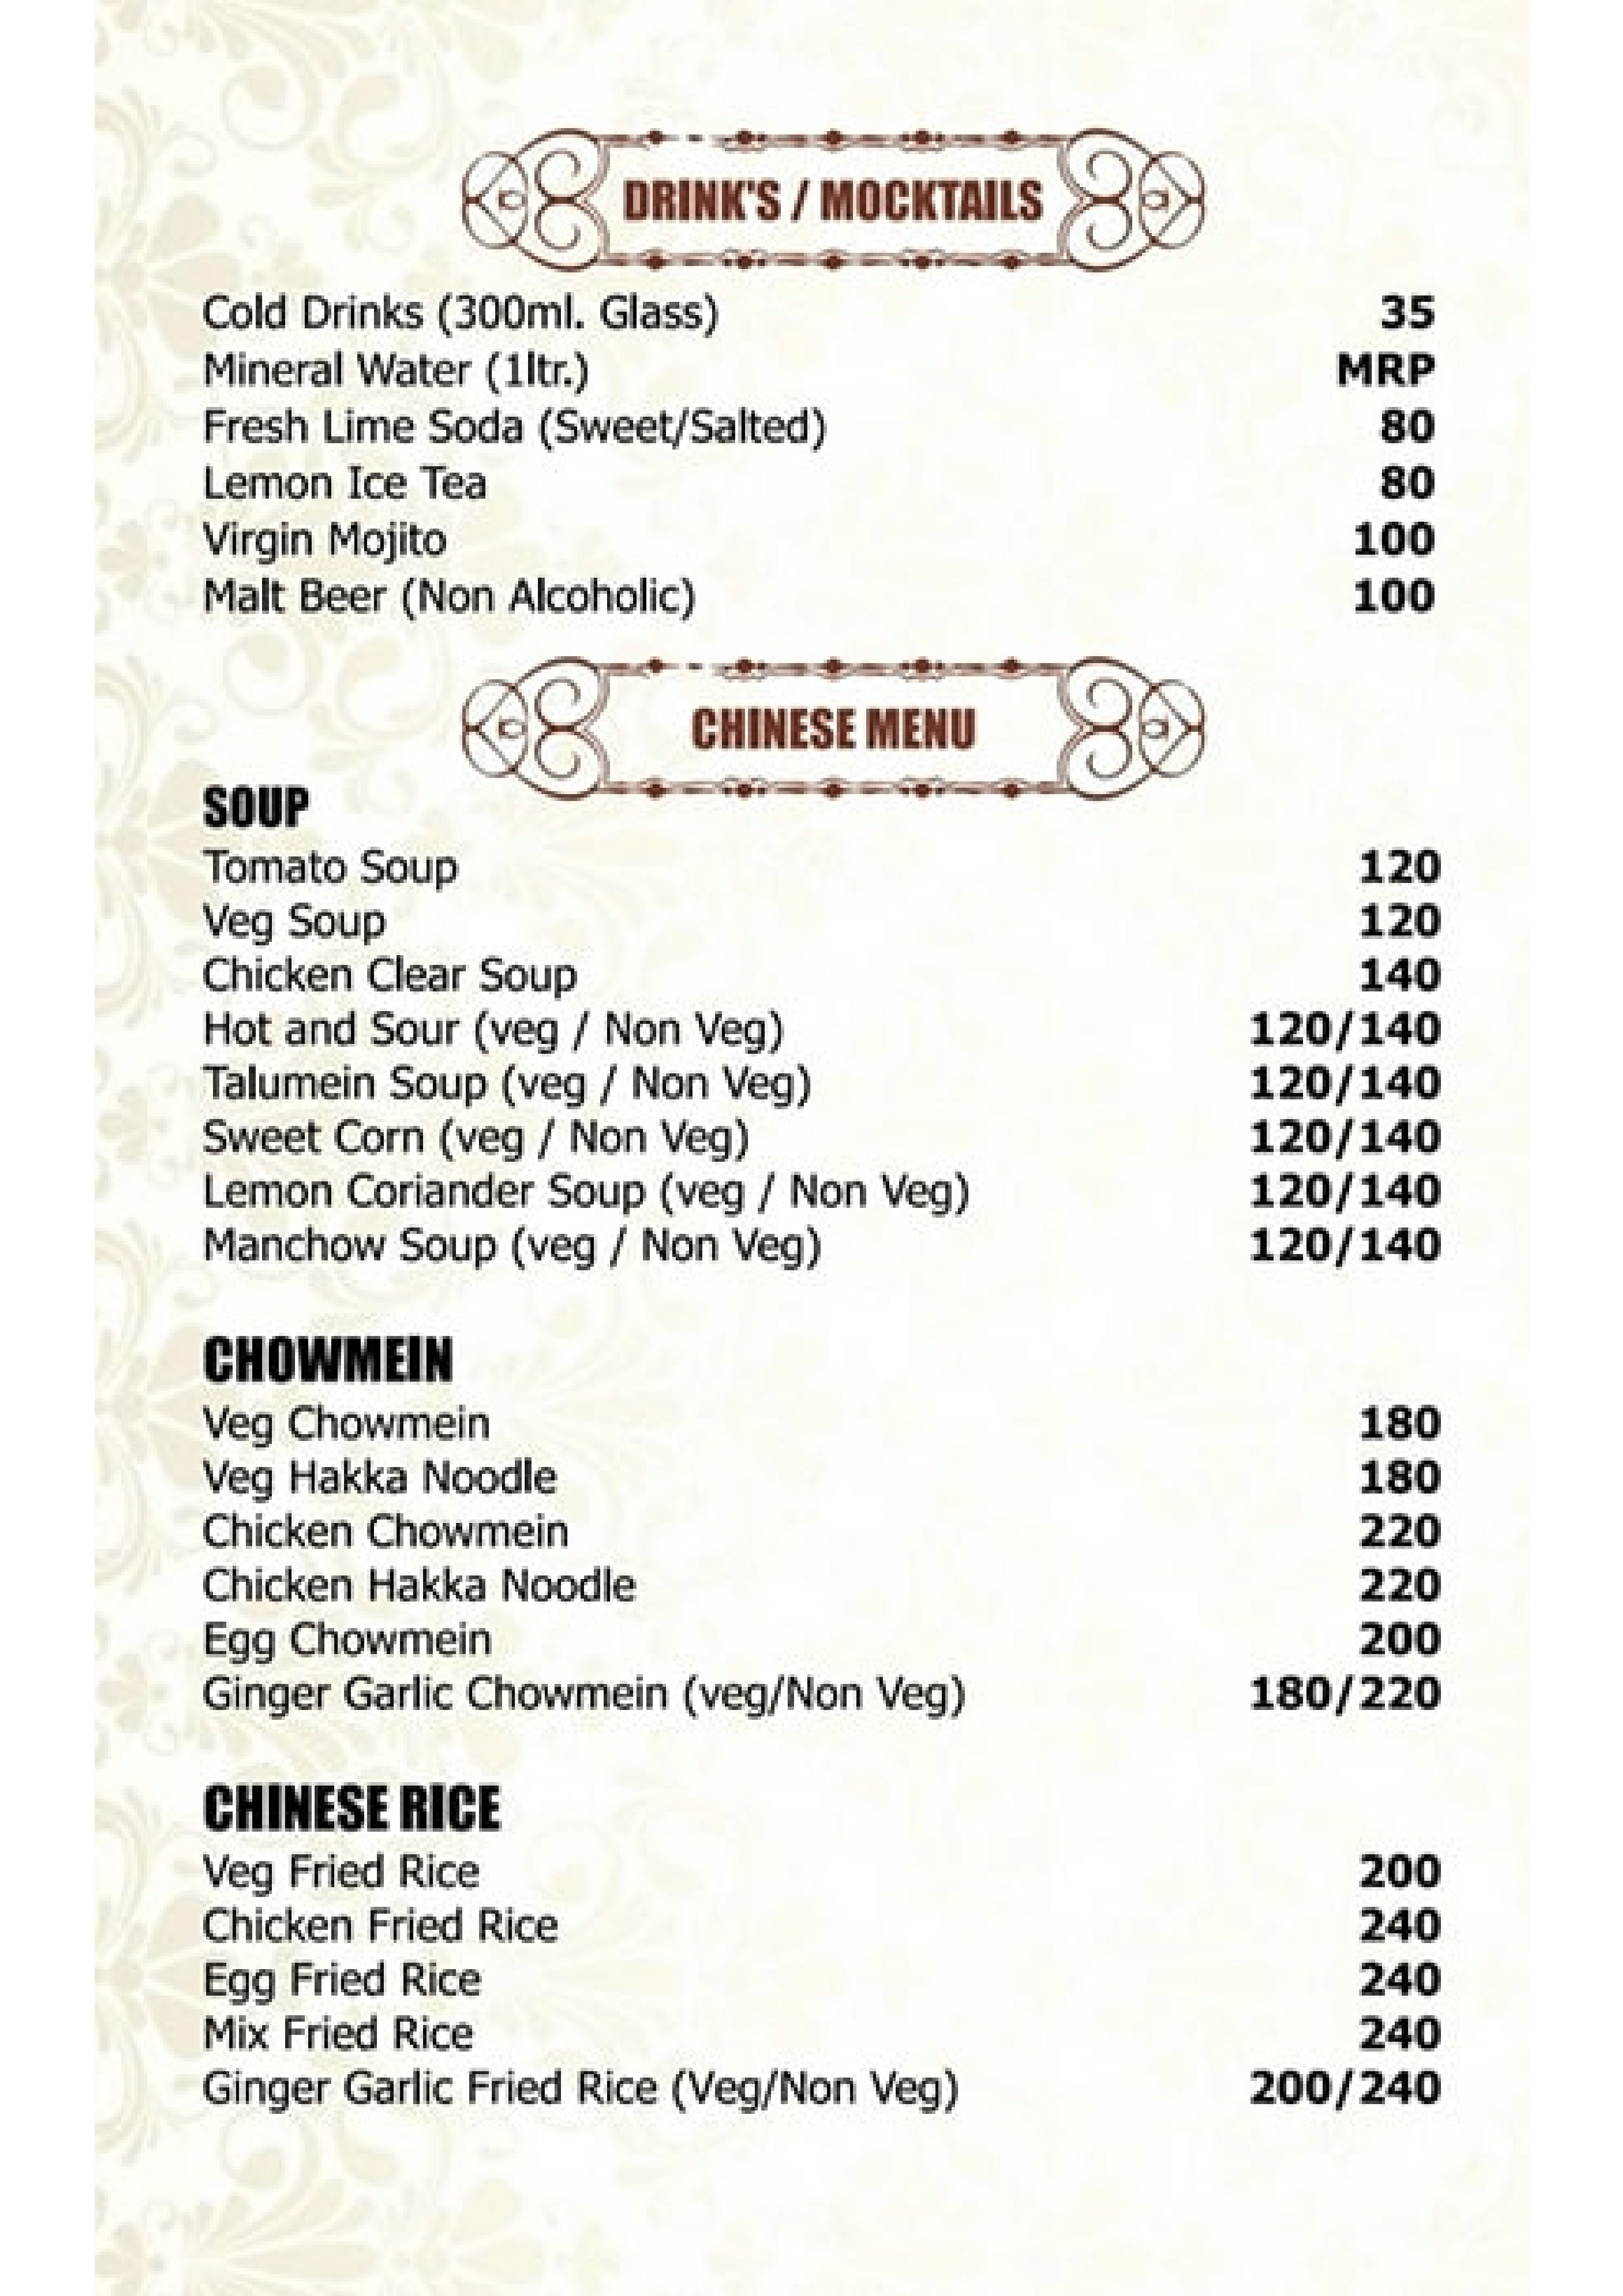 DRINK'S / MOCKTAILS
Cold Drinks (300ml. Glass) 35
Mineral Water (1ltr.) MRP
Fresh Lime Soda (Sweet/Salted) 80
Lemon Ice Tea 80
Virgin Mojito 100
Malt Beer (Non Alcoholic) 100
CHINESE MENU
SOUP
Tomato Soup 120
Veg Soup 120
Chicken Clear Soup 140
Hot and Sour (veg / Non Veg) 120/140
Talumein Soup (veg / Non Veg) 120/140
Sweet Corn (veg / Non Veg) 120/140
Lemon Coriander Soup (veg / Non Veg) 120/140
Manchow Soup (veg / Non Veg) 120/140
CHOWMEIN
Veg Chowmein 180
Veg Hakka Noodle 180
Chicken Chowmein 220
Chicken Hakka Noodle 220
Egg Chowmein 200
Ginger Garlic Chowmein (veg/Non Veg) 180/220
CHINESE RICE
Veg Fried Rice 200
Chicken Fried Rice 240
Egg Fried Rice 240
Mix Fried Rice 240
Ginger Garlic Fried Rice (Veg/Non Veg) 200/240